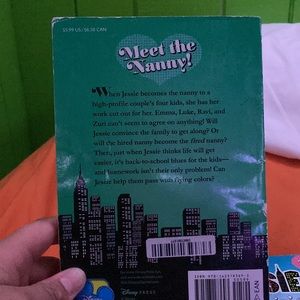 $5.99 US / $6.50 CAN
Meet the
Nanny!
When Jessie becomes the nanny to a
high-profile couple's four kids, she has her
work cut out for her. Emma, Luke, Ravi, and
Zuri can't seem to agree on anything! Will
Jessie convince the family to get along? Or
will the hired nanny become the fired nanny?
Then, just when Jessie thinks life will get
easier, it's back-to-school blues for the kids—
and homework isn't their only problem! Can
Jessie help them pass with flying colors?
DISNEY PRESS
EAN